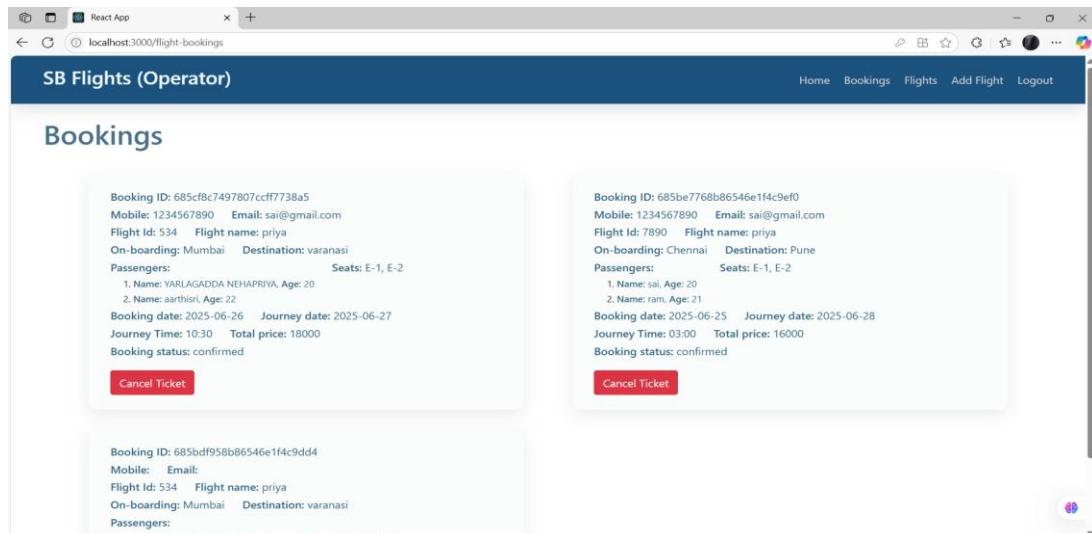 React App
localhost:3000/flight-bookings
SB Flights (Operator)
Home Bookings Flights Add Flight Logout
Bookings
Booking ID: 685cf8c7497807ccff7738a5
Mobile: 1234567890 Email: sai@gmail.com
Flight Id: 534 Flight name: priya
On-boarding: Mumbai Destination: varanasi
Passengers: Seats: E-1, E-2
1. Name: YARLAGADDA NEHAPRIYA, Age: 20
2. Name: aarthisri, Age: 22
Booking date: 2025-06-26 Journey date: 2025-06-27
Journey Time: 10:30 Total price: 18000
Booking status: confirmed
Cancel Ticket
Booking ID: 685be7768b86546e1f4c9ef0
Mobile: 1234567890 Email: sai@gmail.com
Flight Id: 7890 Flight name: priya
On-boarding: Chennai Destination: Pune
Passengers: Seats: E-1, E-2
1. Name: sai, Age: 20
2. Name: ram, Age: 21
Booking date: 2025-06-25 Journey date: 2025-06-28
Journey Time: 03:00 Total price: 16000
Booking status: confirmed
Cancel Ticket
Booking ID: 685bdf958b86546e1f4c9dd4
Mobile: Email:
Flight Id: 534 Flight name: priya
On-boarding: Mumbai Destination: varanasi
Passengers: